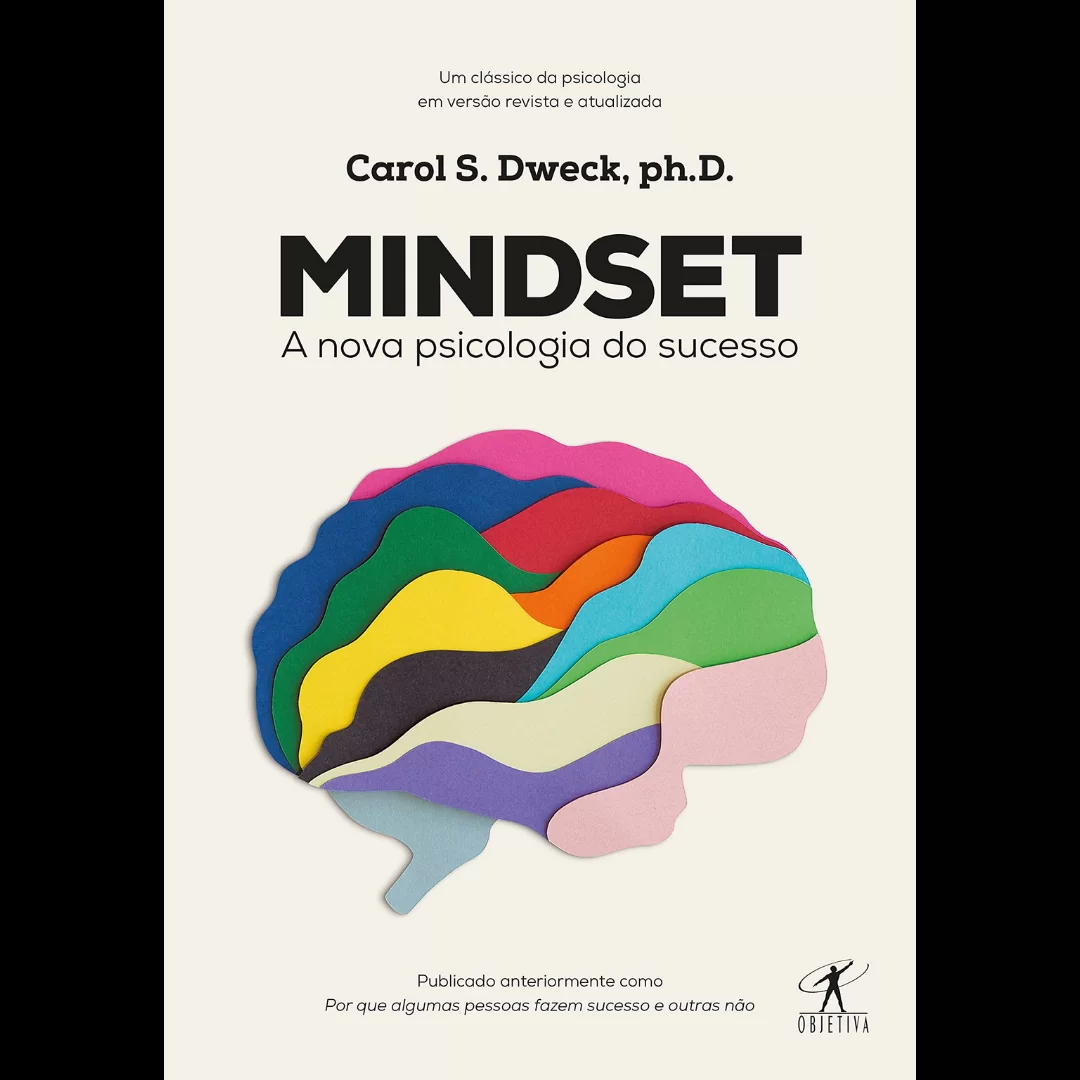 Um clássico da psicologia
em versão revista e atualizada
Carol S. Dweck, ph.D.
MINDSET
A nova psicologia do sucesso
Publicado anteriormente como
Por que algumas pessoas fazem sucesso e outras não
OBJETIVA